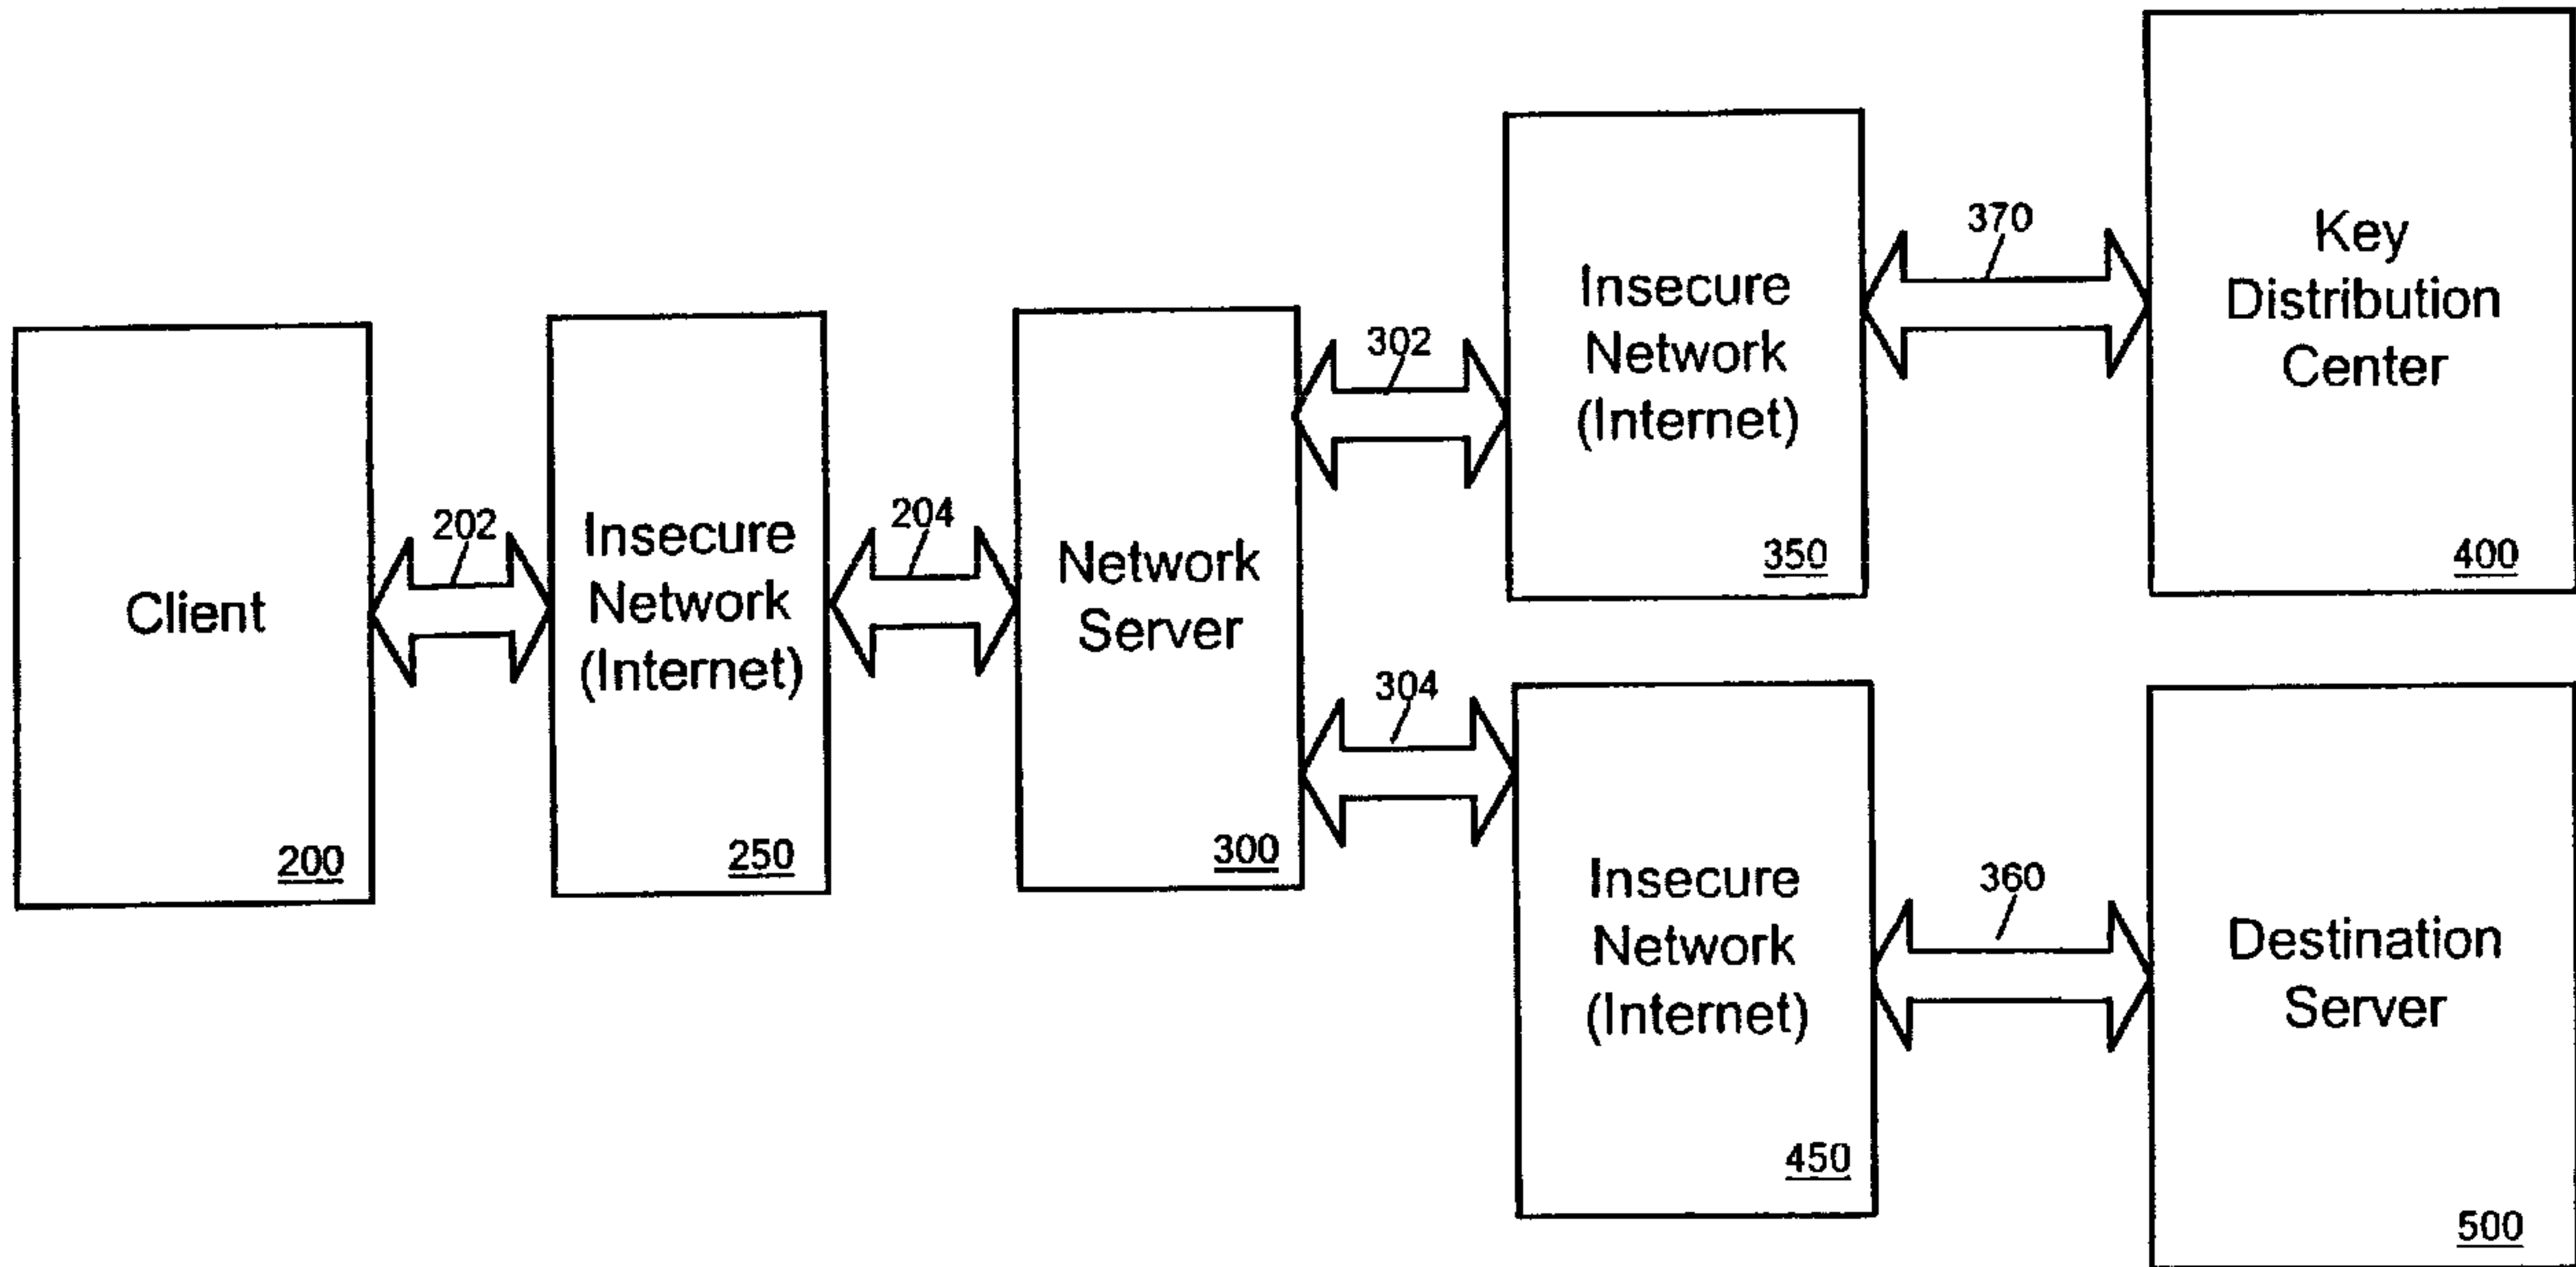 Client
200
202
Insecure
Network
(Internet)
250
204
Network
Server
300
302
Insecure
Network
(Internet)
350
370
Key
Distribution
Center
400
304
Insecure
Network
(Internet)
450
360
Destination
Server
500